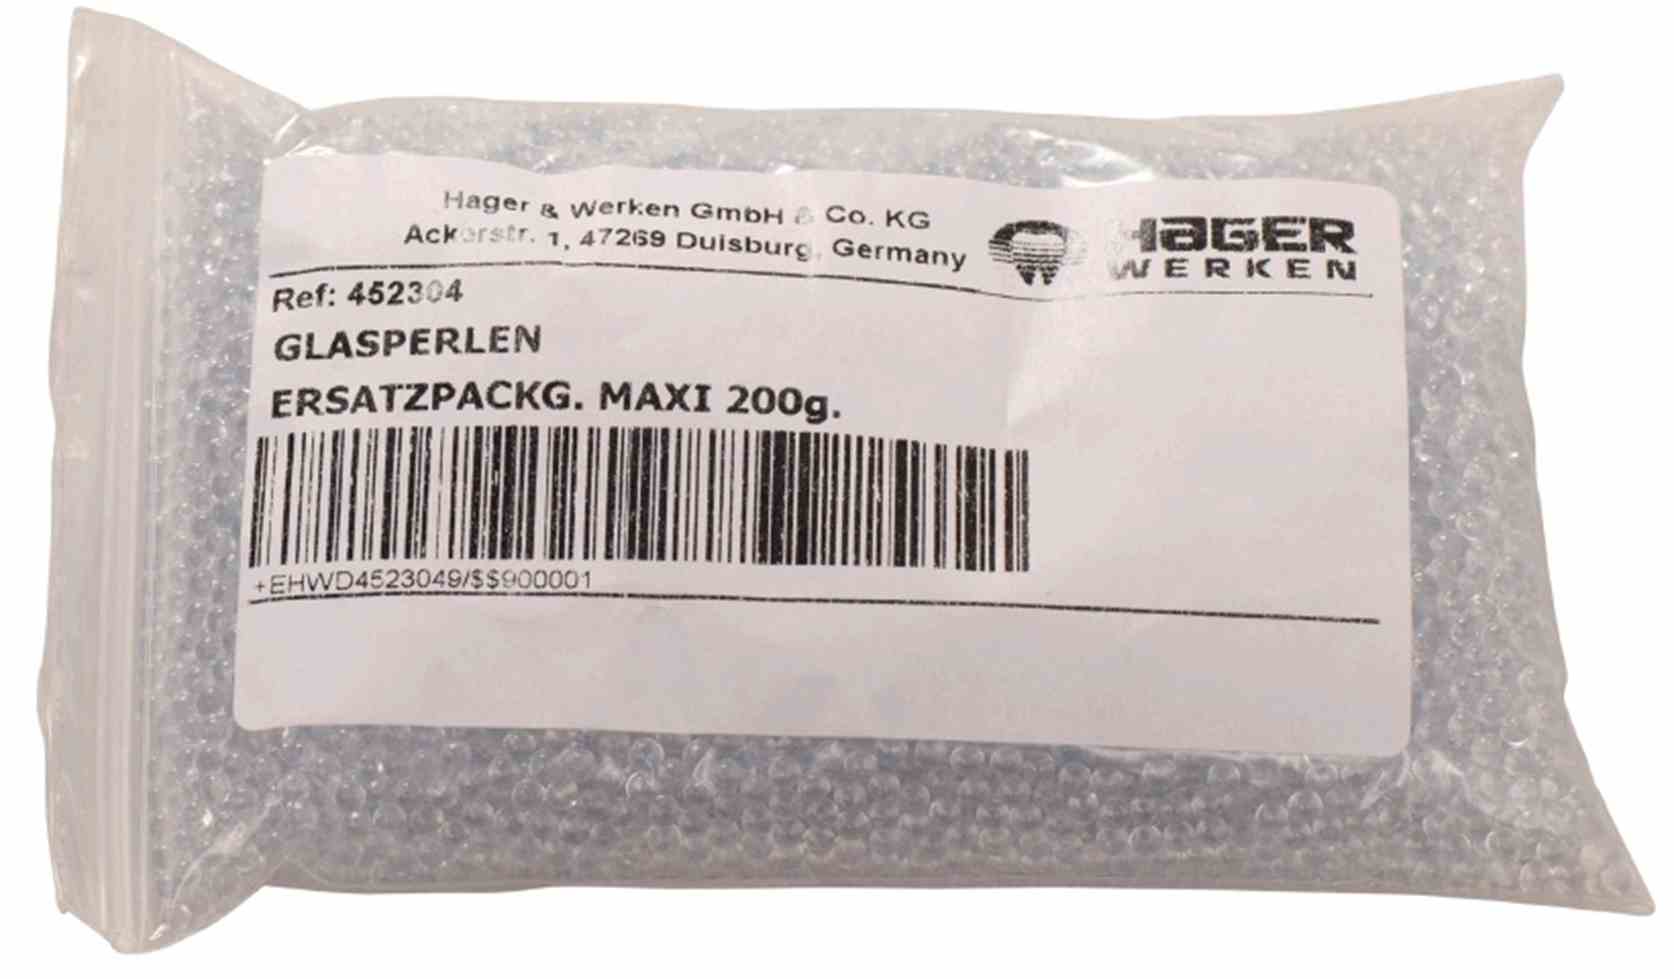 Hager & Werken GmbH & Co. KG
Ackerstr. 1, 47269 Duisburg, Germany
HAGER
WERKEN
Ref: 452304
GLASPERLEN
ERSATZPACKG. MAXI 200g.
+EHWD4523049/$$900001